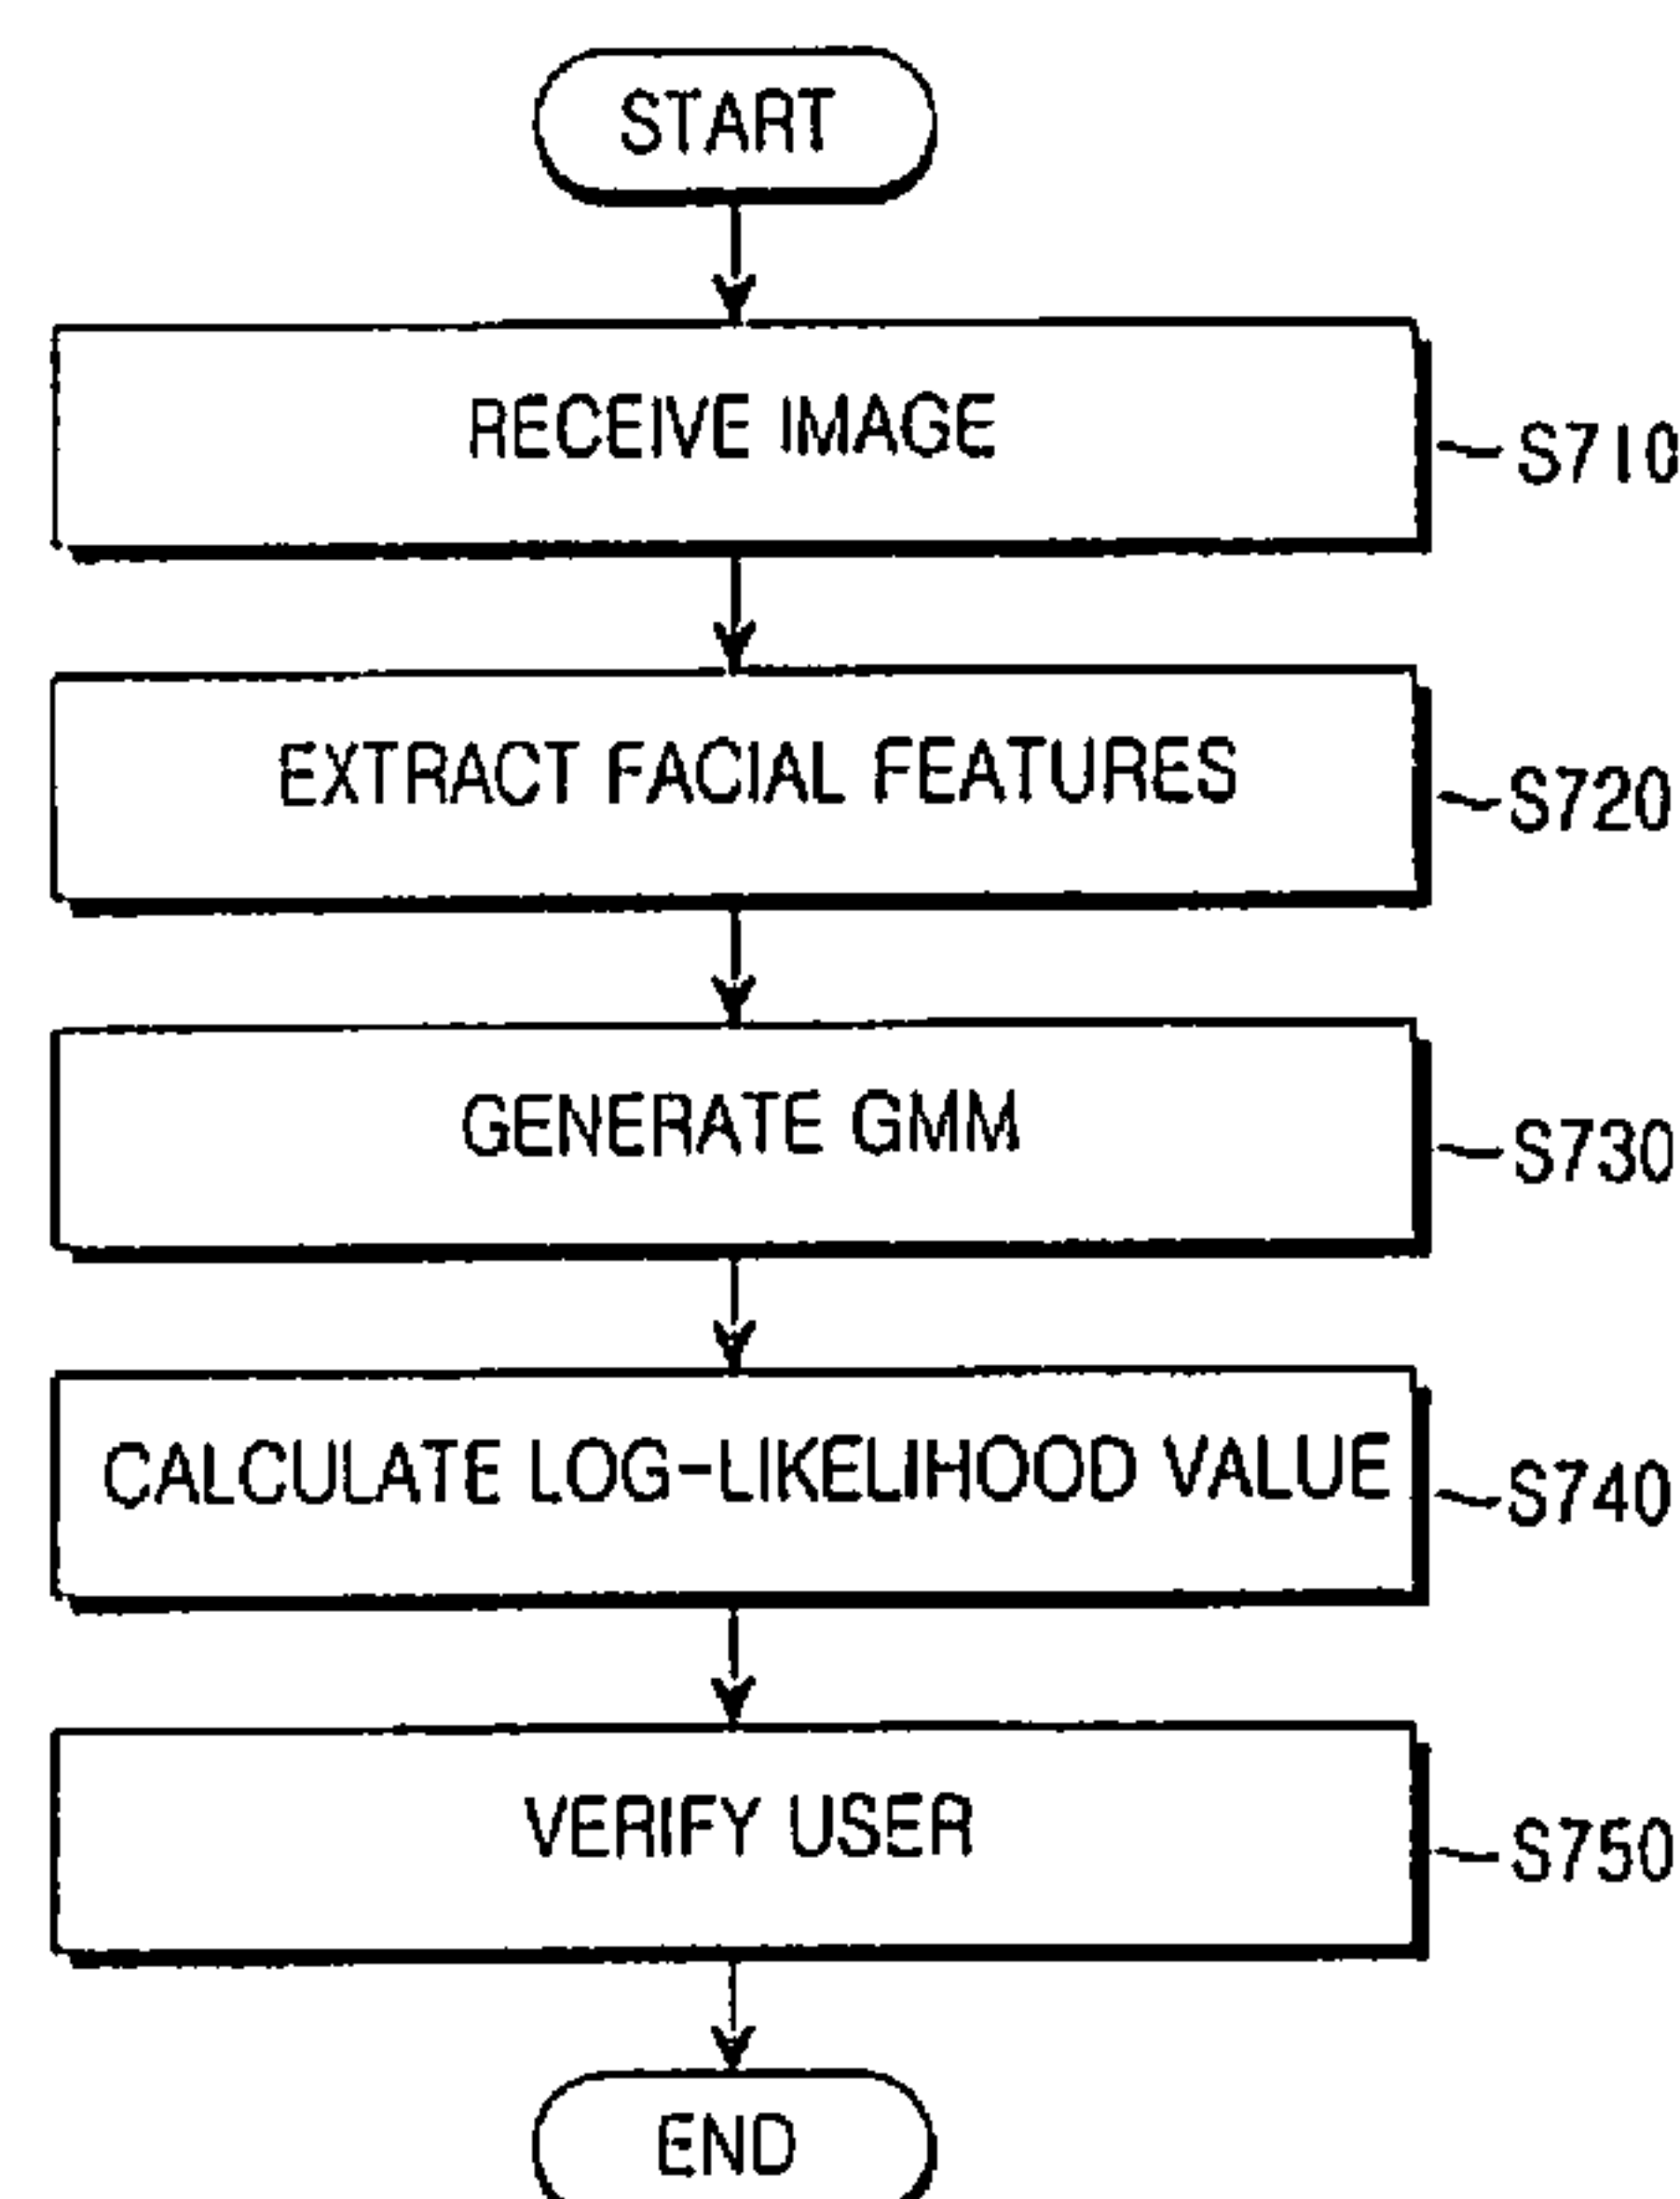 START
RECEIVE IMAGE
S710
EXTRACT FACIAL FEATURES
S720
GENERATE GMM
S730
CALCULATE LOG-LIKELIHOOD VALUE
S740
VERIFY USER
S750
END